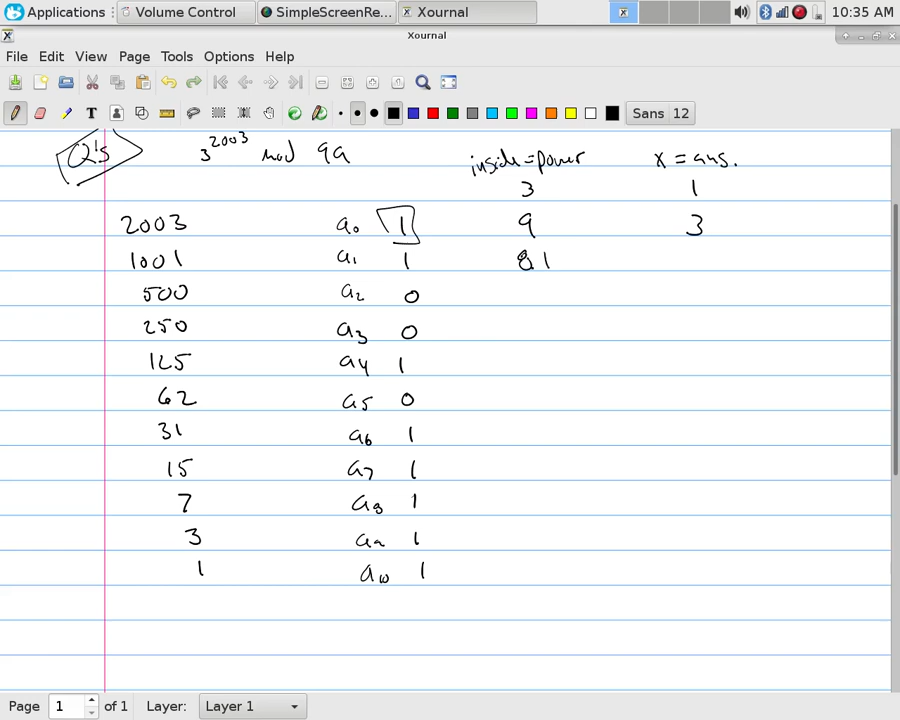 Applications Volume Control SimpleScreenRe... Xournal 10:35 AM
Xournal
File Edit View Page Tools Options Help
Sans 12
Q's 3^2003 mod 99 inside=power x = ans.
3 1
2003 a0 1 9 3
1001 a1 1 81
500 a2 0
250 a3 0
125 a4 1
62 a5 0
31 a6 1
15 a7 1
7 a8 1
3 a9 1
1 a10 1
Page 1 of 1 Layer: Layer 1